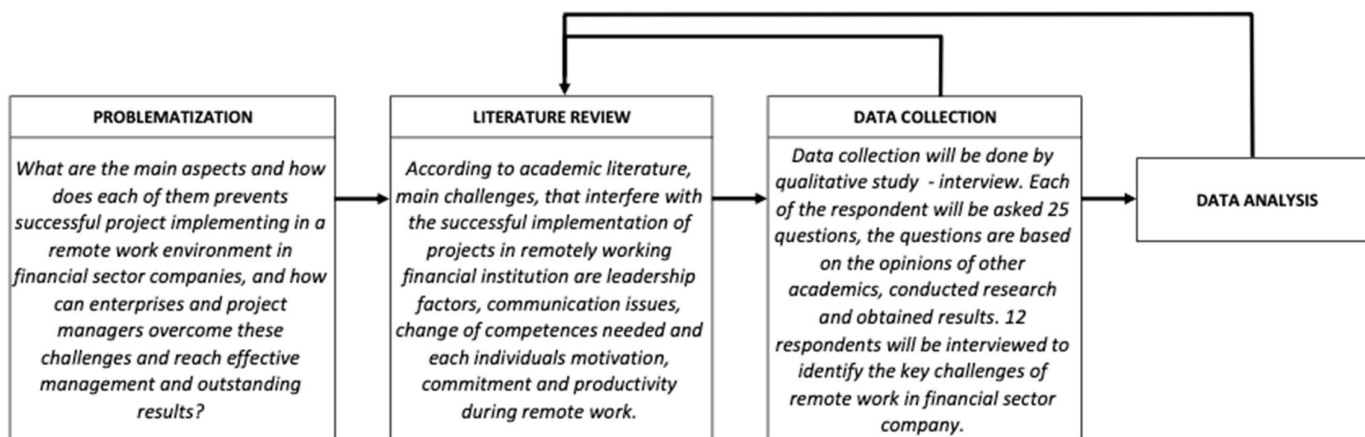 PROBLEMATIZATION
What are the main aspects and how
does each of them prevents
successful project implementing in a
remote work environment in
financial sector companies, and how
can enterprises and project
managers overcome these
challenges and reach effective
management and outstanding
results?
LITERATURE REVIEW
According to academic literature,
main challenges, that interfere with
the successful implementation of
projects in remotely working
financial institution are leadership
factors, communication issues,
change of competences needed and
each individuals motivation,
commitment and productivity
during remote work.
DATA COLLECTION
Data collection will be done by
qualitative study - interview. Each
of the respondent will be asked 25
questions, the questions are based
on the opinions of other
academics, conducted research
and obtained results. 12
respondents will be interviewed to
identify the key challenges of
remote work in financial sector
company.
DATA ANALYSIS